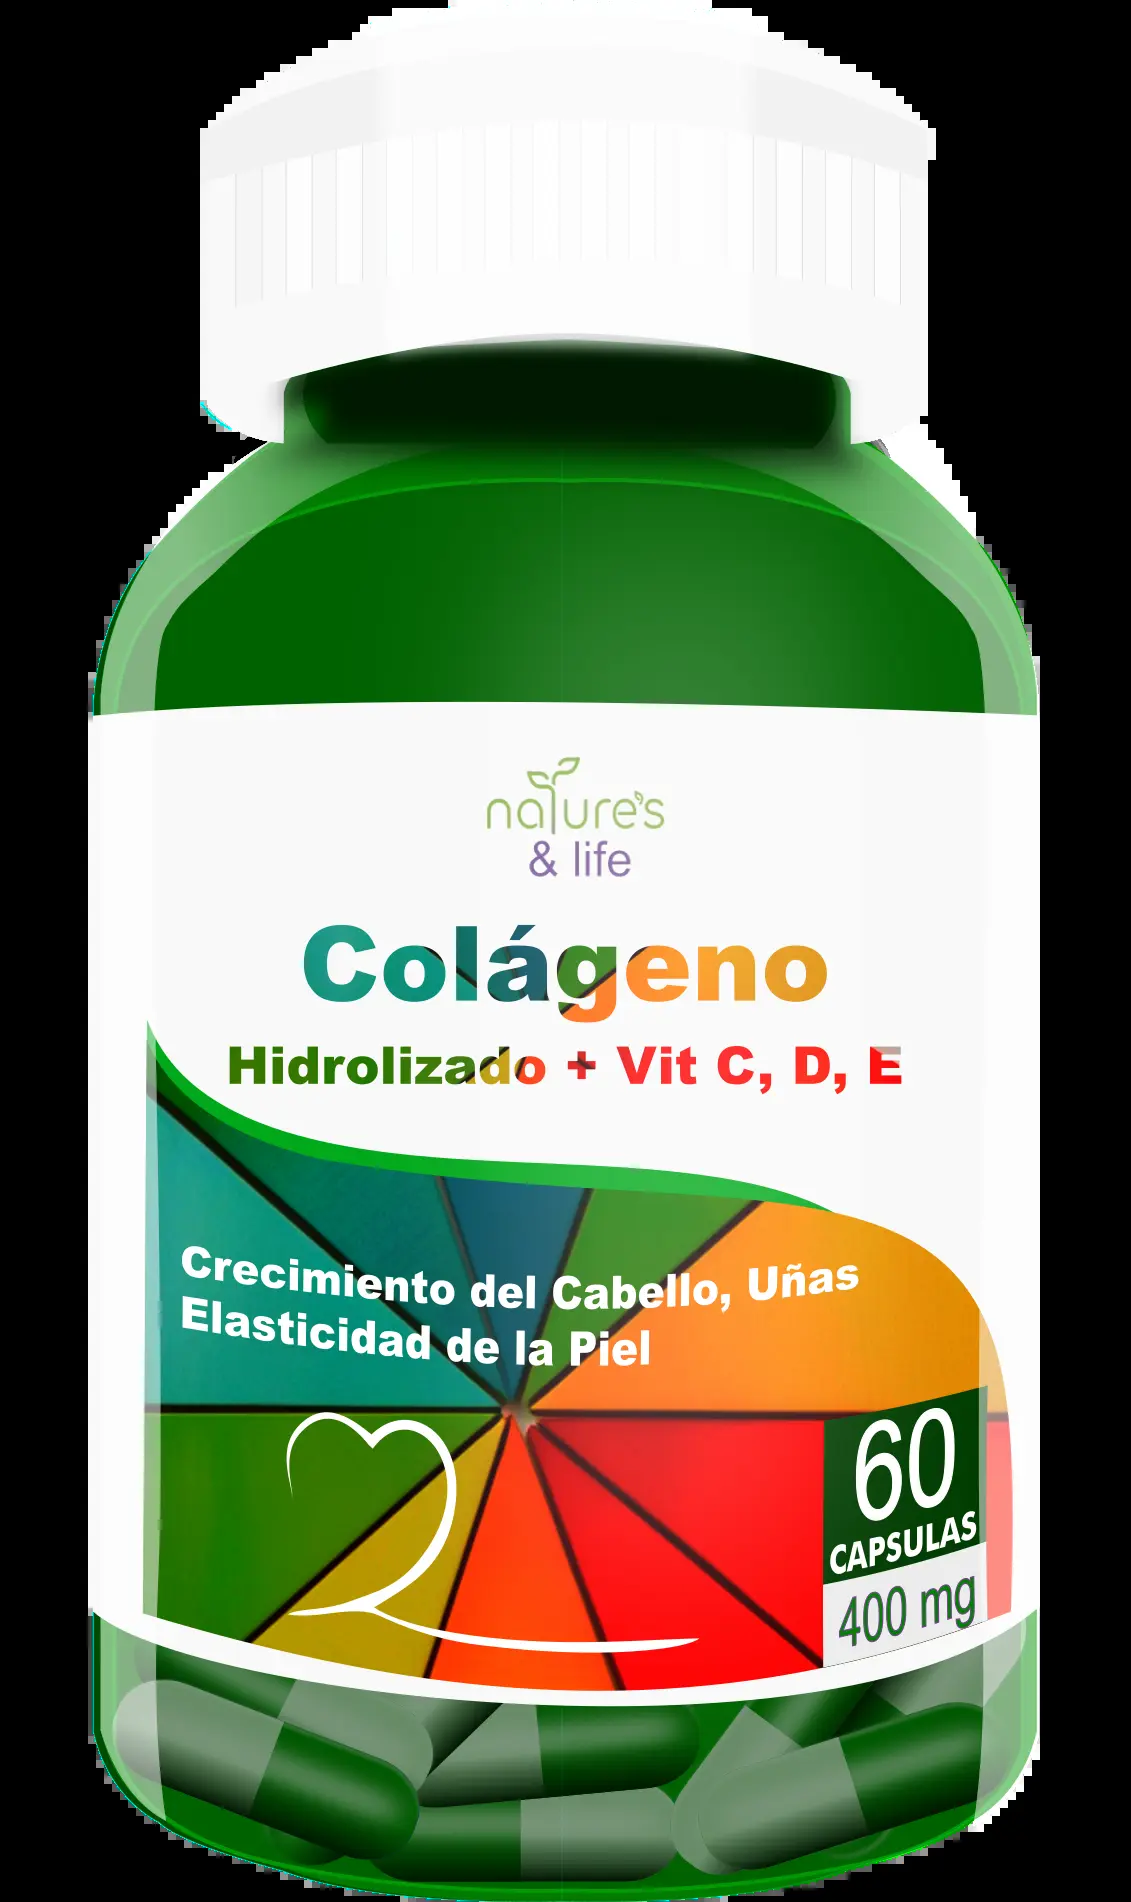 nature's
& life
Colágeno
Hidrolizado + Vit C, D, E
Crecimiento del Cabello, Uñas
Elasticidad de la Piel
60
CAPSULAS
400 mg